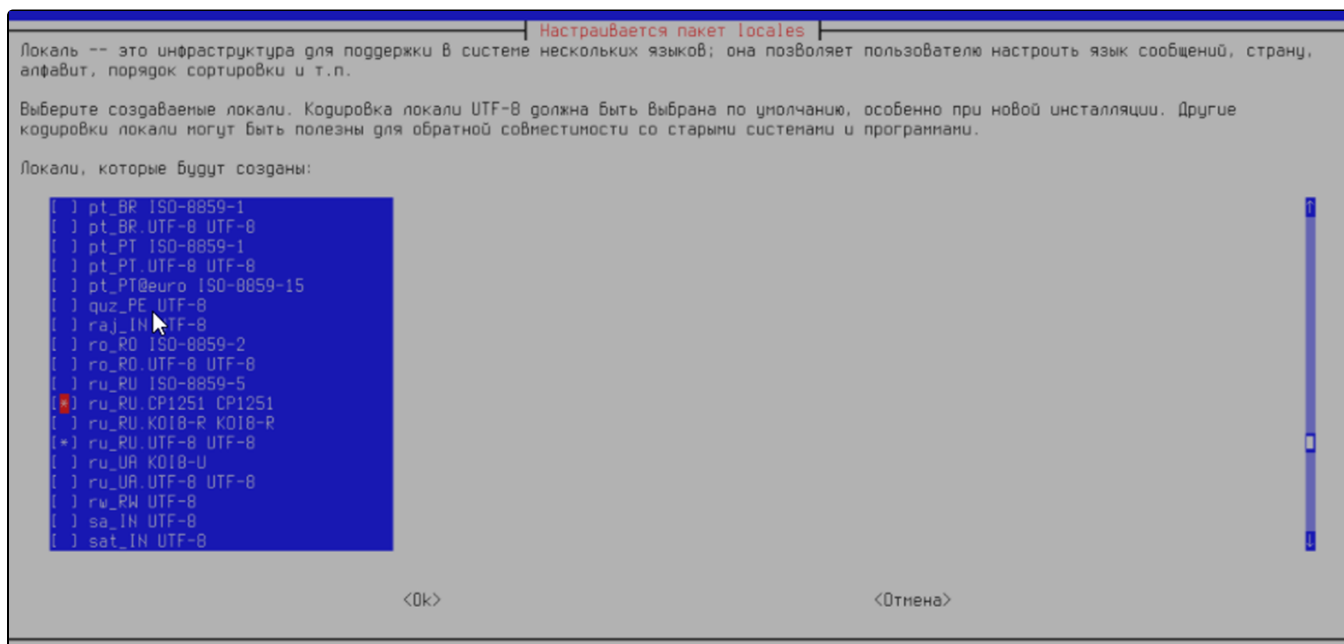 Настраивается пакет locales
Локаль -- это инфраструктура для поддержки в системе нескольких языков; она позволяет пользователю настроить язык сообщений, страну,
алфавит, порядок сортировки и т.п.
Выберите создаваемые локали. Кодировка локали UTF-8 должна быть выбрана по умолчанию, особенно при новой инсталляции. Другие
кодировки локали могут быть полезны для обратной совместимости со старыми системами и программами.
Локали, которые будут созданы:
[ ] pt_BR ISO-8859-1
[ ] pt_BR.UTF-8 UTF-8
[ ] pt_PT ISO-8859-1
[ ] pt_PT.UTF-8 UTF-8
[ ] pt_PT@euro ISO-8859-15
[ ] quz_PE UTF-8
[ ] raj_IN UTF-8
[ ] ro_RO ISO-8859-2
[ ] ro_RO.UTF-8 UTF-8
[ ] ru_RU ISO-8859-5
[*] ru_RU.CP1251 CP1251
[ ] ru_RU.KOI8-R KOI8-R
[*] ru_RU.UTF-8 UTF-8
[ ] ru_UA KOI8-U
[ ] ru_UA.UTF-8 UTF-8
[ ] rw_RW UTF-8
[ ] sa_IN UTF-8
[ ] sat_IN UTF-8
<Ok> <Отмена>